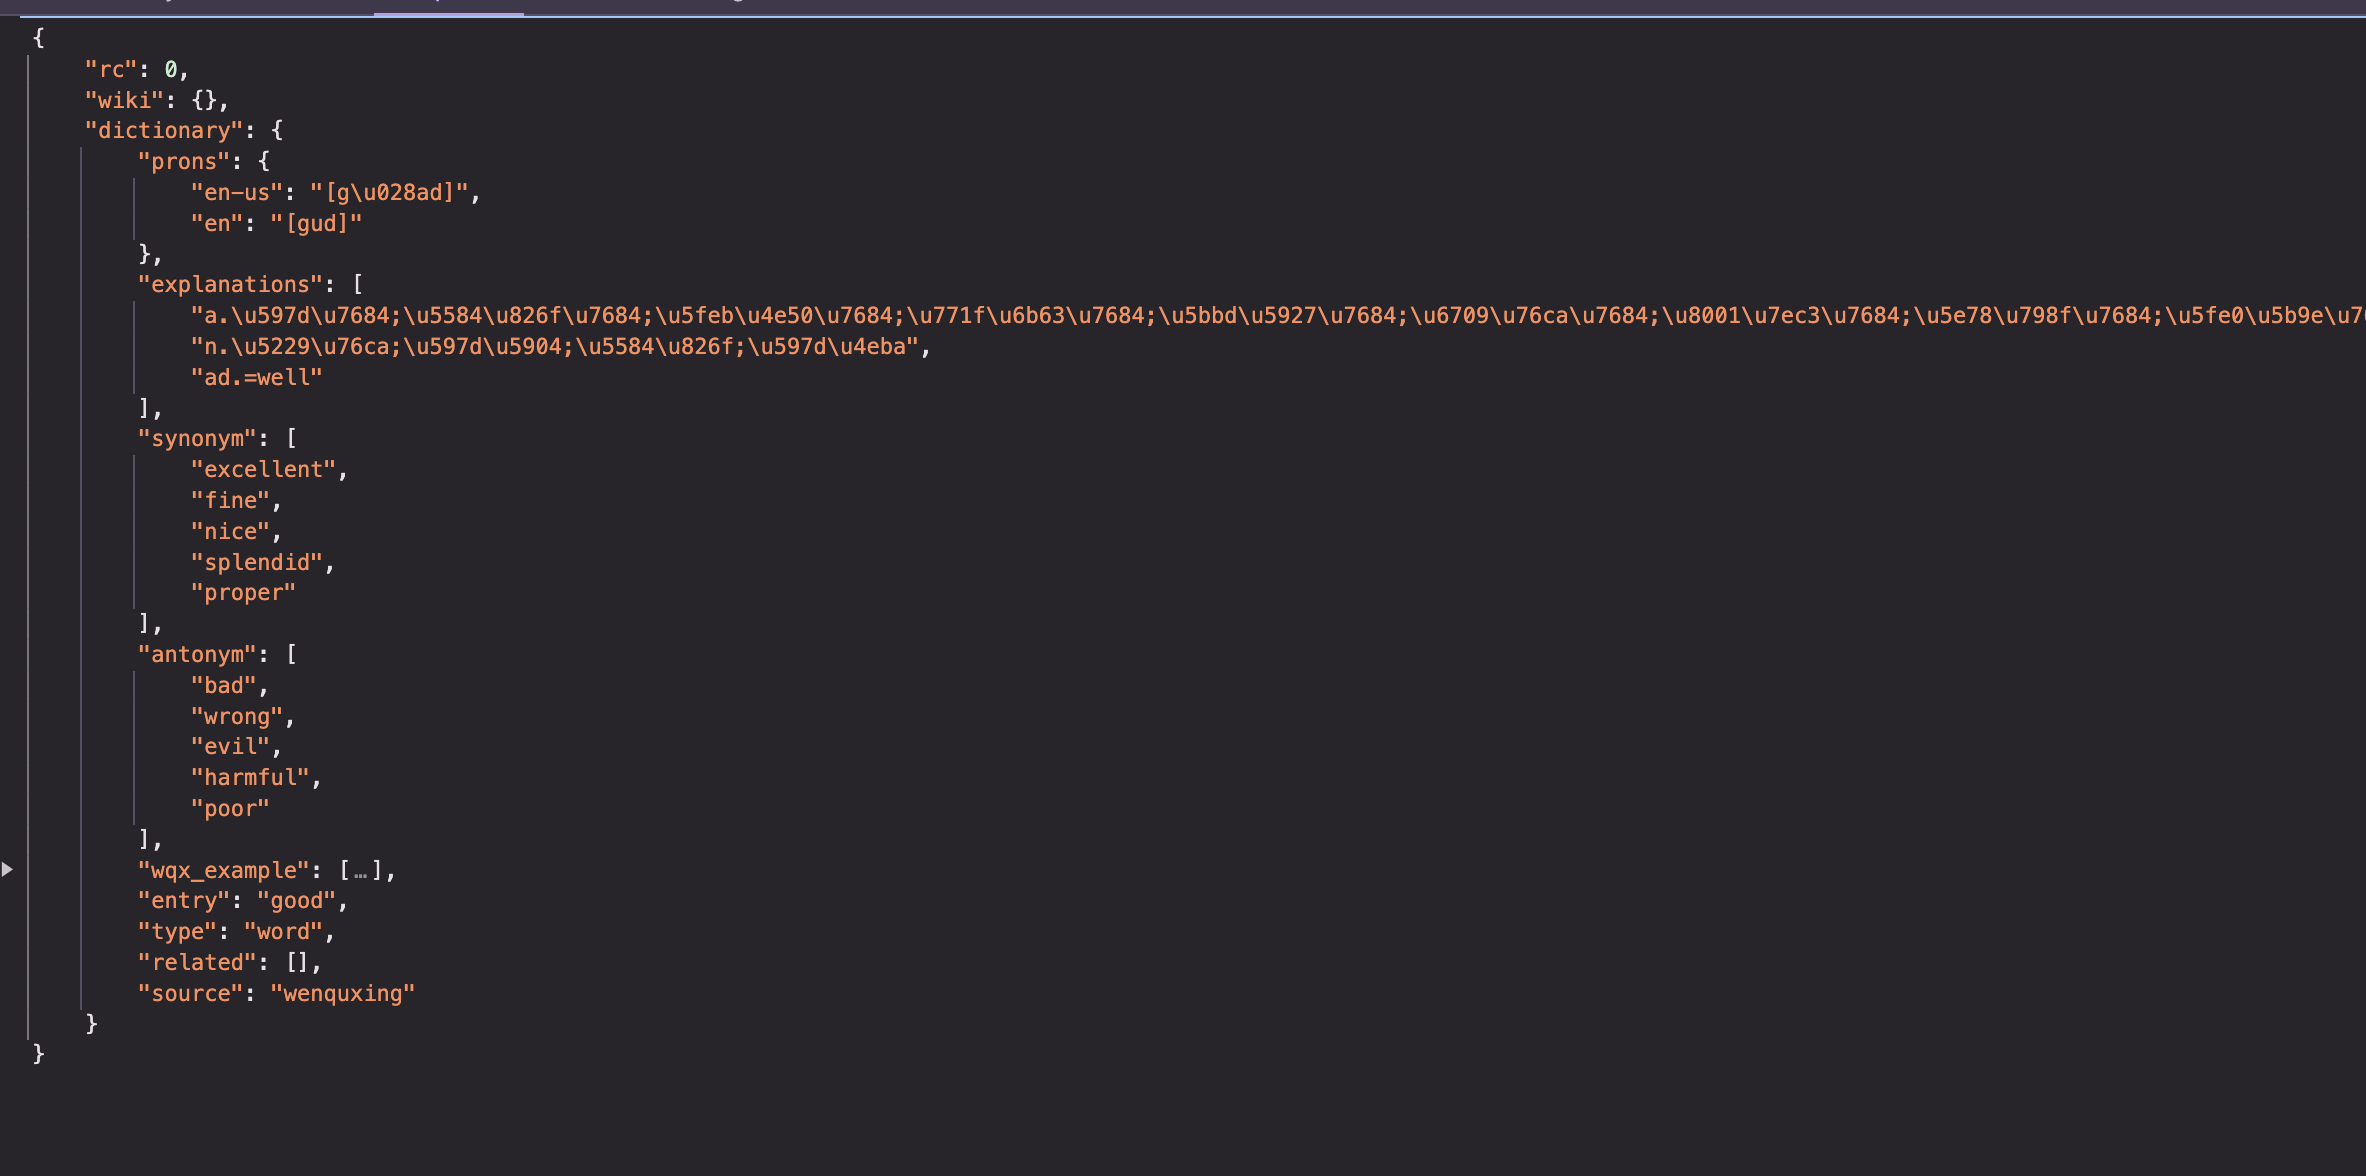 {
"rc": 0,
"wiki": {},
"dictionary": {
"prons": {
"en-us": "[g\u028ad]",
"en": "[gud]"
},
"explanations": [
"a.\u597d\u7684;\u5584\u826f\u7684;\u5feb\u4e50\u7684;\u771f\u6b63\u7684;\u5bbd\u5927\u7684;\u6709\u76ca\u7684;\u8001\u7ec3\u7684;\u5e78\u798f\u7684;\u5fe0\u5b9e\u7
"n.\u5229\u76ca;\u597d\u5904;\u5584\u826f;\u597d\u4eba",
"ad.=well"
],
"synonym": [
"excellent",
"fine",
"nice",
"splendid",
"proper"
],
"antonym": [
"bad",
"wrong",
"evil",
"harmful",
"poor"
],
"wqx_example": […],
"entry": "good",
"type": "word",
"related": [],
"source": "wenquxing"
}
}